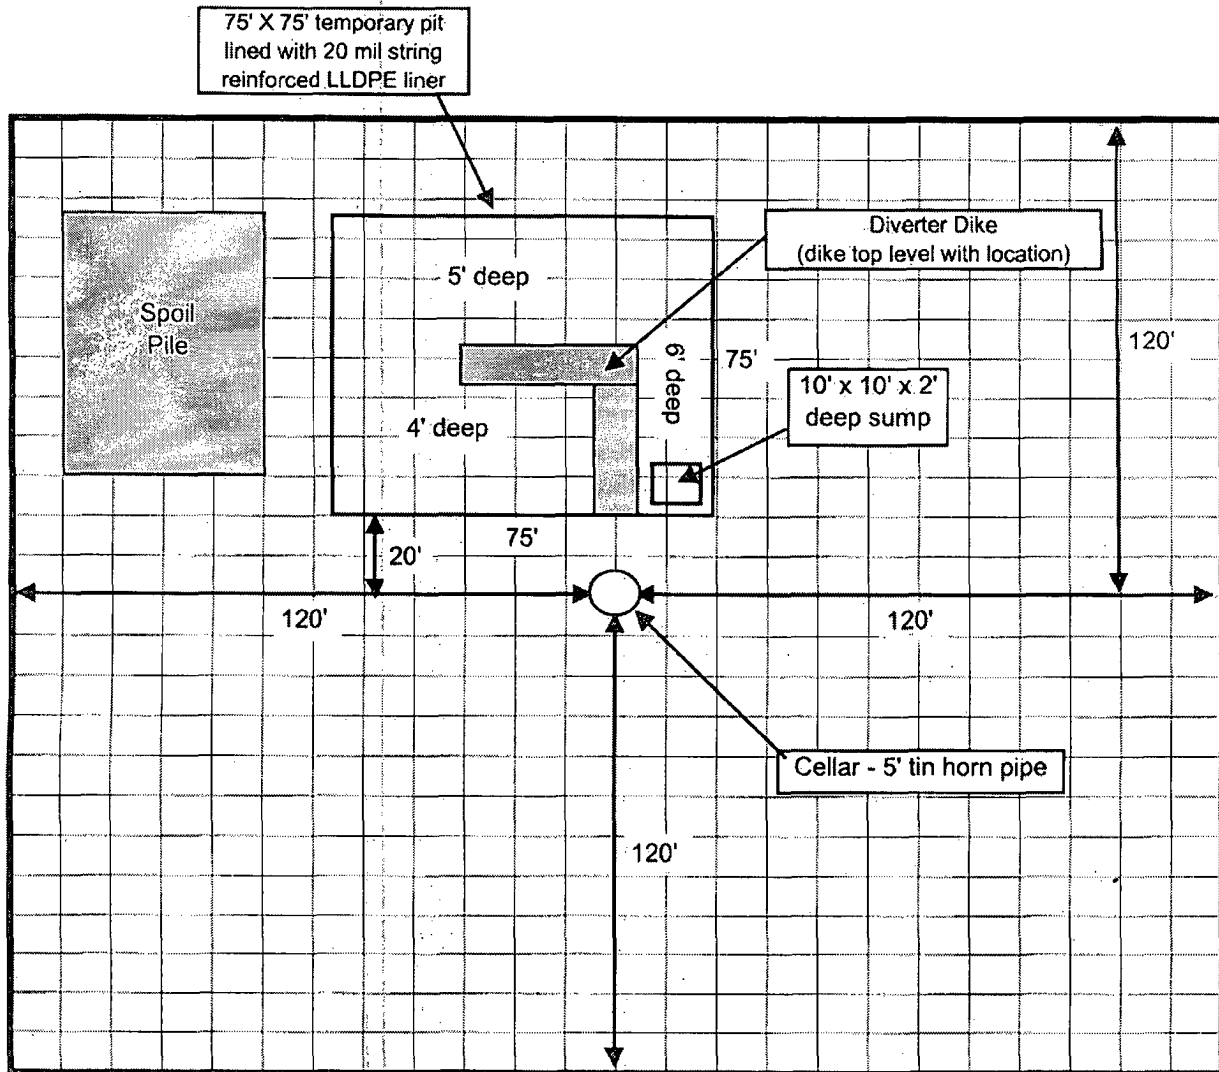 75' X 75' temporary pit
lined with 20 mil string
reinforced LLDPE liner
Diverter Dike
(dike top level with location)
5' deep
Spoil
Pile
120'
6' deep
75'
10' x 10' x 2'
deep sump
4' deep
75'
20'
120'
120'
Cellar - 5' tin horn pipe
120'